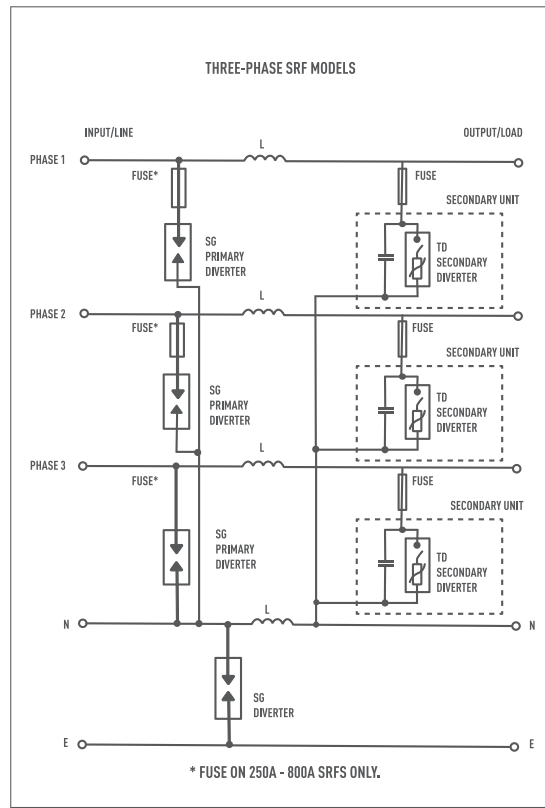 THREE-PHASE SRF MODELS
INPUT/LINE
OUTPUT/LOAD
L
PHASE 1
FUSE*
FUSE
SECONDARY UNIT
SG
PRIMARY
DIVERTER
TD
SECONDARY
DIVERTER
L
PHASE 2
FUSE*
FUSE
SECONDARY UNIT
SG
PRIMARY
DIVERTER
TD
SECONDARY
DIVERTER
L
PHASE 3
FUSE*
FUSE
SECONDARY UNIT
SG
PRIMARY
DIVERTER
TD
SECONDARY
DIVERTER
L
N
N
SG
DIVERTER
E
E
* FUSE ON 250A - 800A SRFS ONLY.